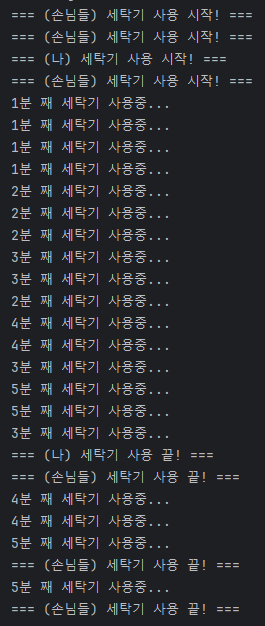 === (손님들) 세탁기 사용 시작! ===
=== (손님들) 세탁기 사용 시작! ===
=== (나) 세탁기 사용 시작! ===
=== (손님들) 세탁기 사용 시작! ===
1분 째 세탁기 사용중...
1분 째 세탁기 사용중...
1분 째 세탁기 사용중...
1분 째 세탁기 사용중...
2분 째 세탁기 사용중...
2분 째 세탁기 사용중...
2분 째 세탁기 사용중...
3분 째 세탁기 사용중...
3분 째 세탁기 사용중...
2분 째 세탁기 사용중...
4분 째 세탁기 사용중...
4분 째 세탁기 사용중...
3분 째 세탁기 사용중...
5분 째 세탁기 사용중...
5분 째 세탁기 사용중...
3분 째 세탁기 사용중...
=== (나) 세탁기 사용 끝! ===
=== (손님들) 세탁기 사용 끝! ===
4분 째 세탁기 사용중...
4분 째 세탁기 사용중...
5분 째 세탁기 사용중...
=== (손님들) 세탁기 사용 끝! ===
5분 째 세탁기 사용중...
=== (손님들) 세탁기 사용 끝! ===